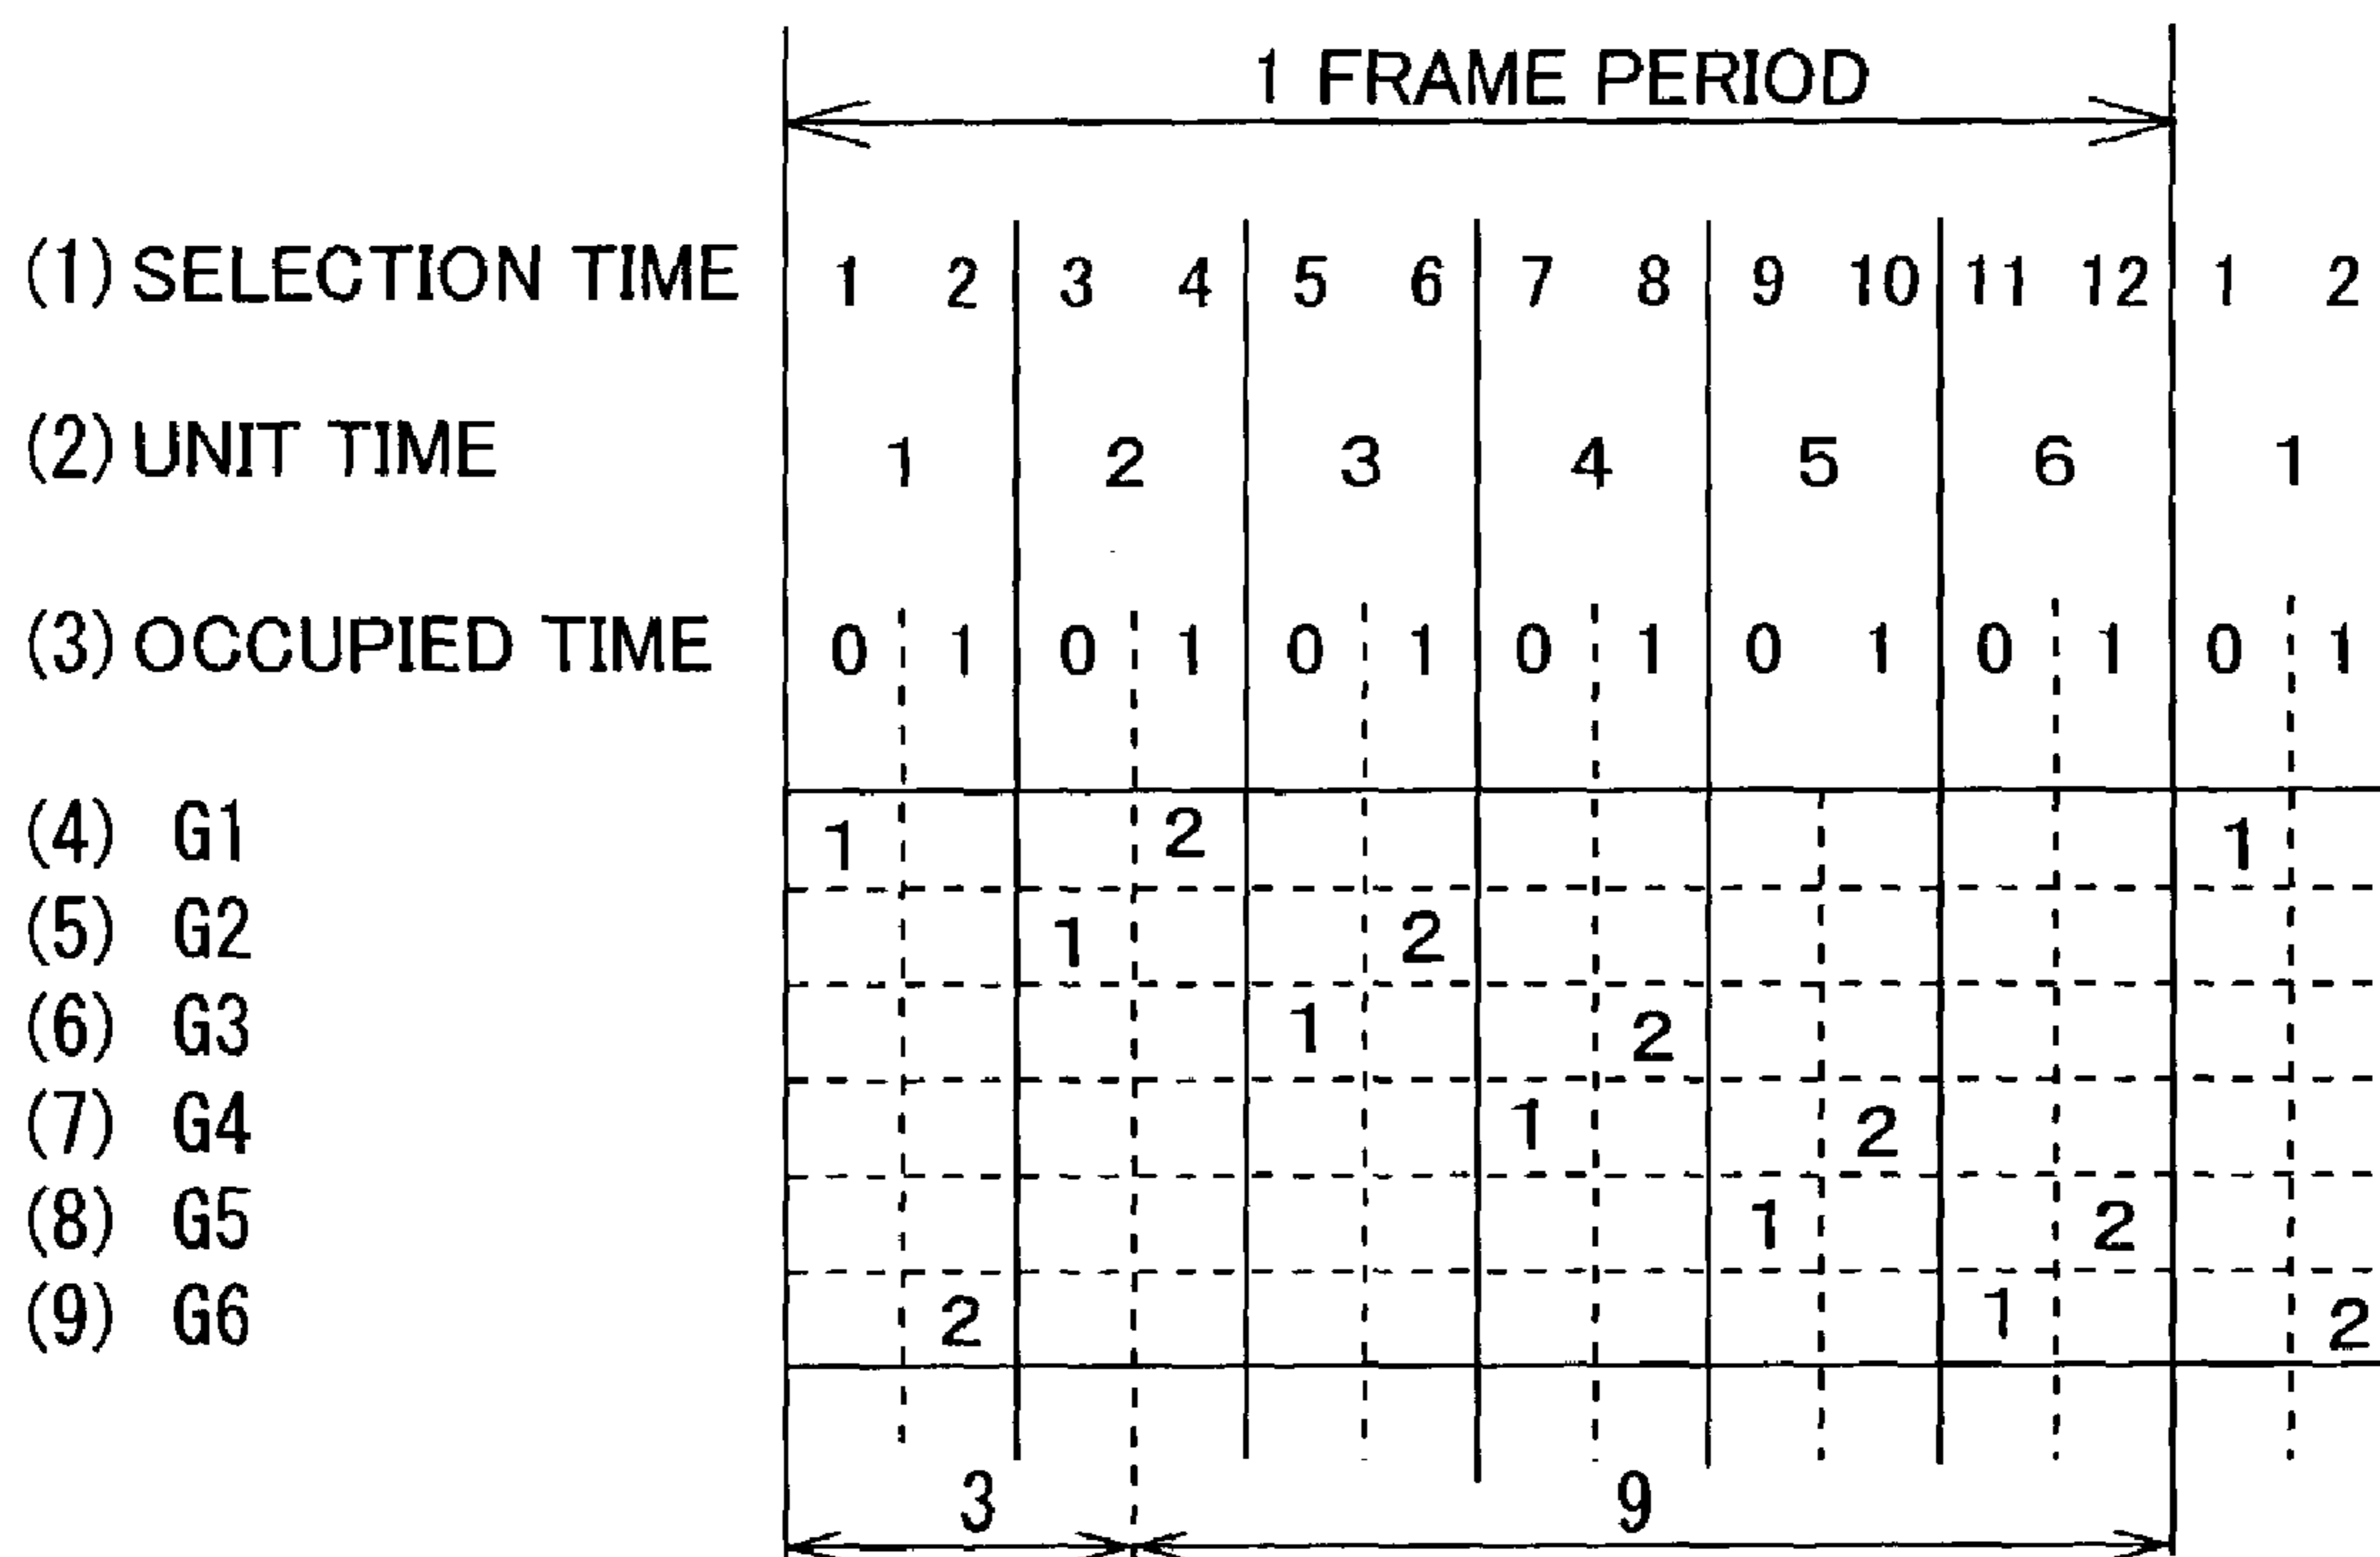 1 FRAME PERIOD
(1) SELECTION TIME 1 2 3 4 5 6 7 8 9 10 11 12 1 2
(2) UNIT TIME 1 2 3 4 5 6 1
(3) OCCUPIED TIME 0 1 0 1 0 1 0 1 0 1 0 1 0 1
(4) G1 1 2 1
(5) G2 1 2
(6) G3 1 2
(7) G4 1 2
(8) G5 1 2
(9) G6 2 1 2
3 9